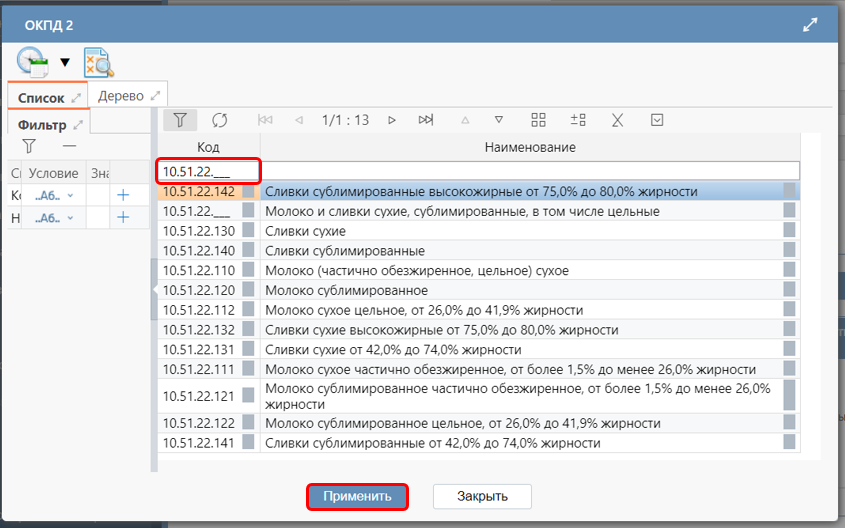 ОКПД 2
Список
Дерево
Фильтр
1/1 : 13
Условие
Зна
..Аб..
Н
..Аб..
Код
Наименование
10.51.22.___
10.51.22.142 Сливки сублимированные высокожирные от 75,0% до 80,0% жирности
10.51.22.___ Молоко и сливки сухие, сублимированные, в том числе цельные
10.51.22.130 Сливки сухие
10.51.22.140 Сливки сублимированные
10.51.22.110 Молоко (частично обезжиренное, цельное) сухое
10.51.22.120 Молоко сублимированное
10.51.22.112 Молоко сухое цельное, от 26,0% до 41,9% жирности
10.51.22.132 Сливки сухие высокожирные от 75,0% до 80,0% жирности
10.51.22.131 Сливки сухие от 42,0% до 74,0% жирности
10.51.22.111 Молоко сухое частично обезжиренное, от более 1,5% до менее 26,0% жирности
10.51.22.121 Молоко сублимированное частично обезжиренное, от более 1,5% до менее 26,0%
жирности
10.51.22.122 Молоко сублимированное цельное, от 26,0% до 41,9% жирности
10.51.22.141 Сливки сублимированные от 42,0% до 74,0% жирности
Применить
Закрыть